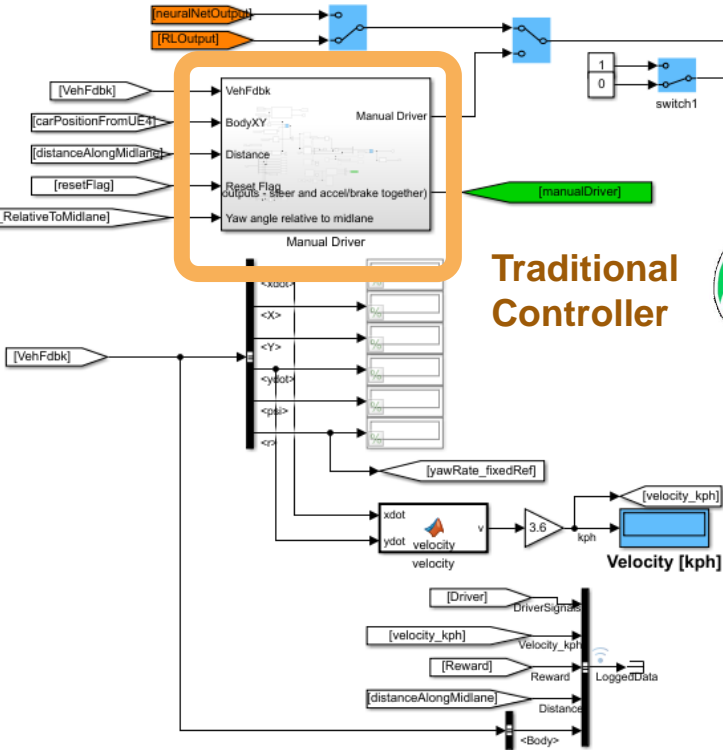 [neuralNetOutput]
[RLOutput]
1
0
switch1
[VehFdbk]
[carPositionFromUE4]
[distanceAlongMidlane]
[resetFlag]
_RelativeToMidlane]
VehFdbk
BodyXY
Distance
Reset Flag
Yaw angle relative to midlane
Manual Driver
outputs - steer and accel/brake together)
Manual Driver
[manualDriver]
Traditional
Controller
[VehFdbk]
<xdot>
<X>
<Y>
<ydot>
<psi>
<r>
[yawRate_fixedRef]
xdot
ydot
velocity
v
velocity
3.6
kph
[velocity_kph]
Velocity [kph]
[Driver]
DriverSignals
[velocity_kph]
Velocity_kph
[Reward]
Reward
LoggedData
[distanceAlongMidlane]
Distance
<Body>